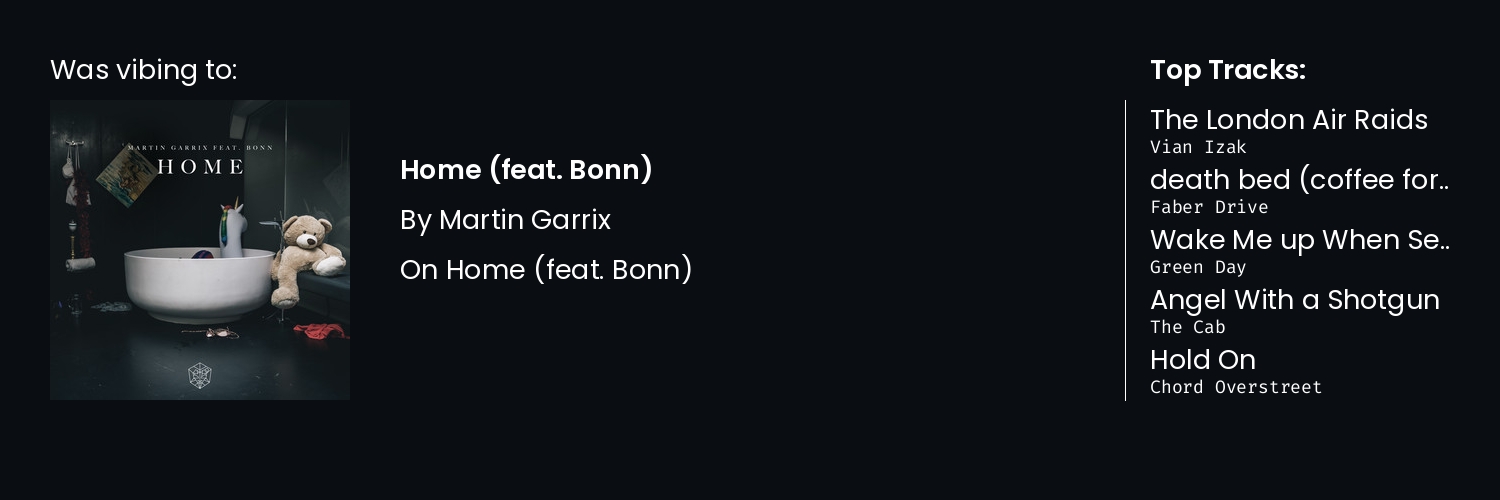 Was vibing to:
MARTIN GARRIX FEAT. BONN
HOME
Home (feat. Bonn)
By Martin Garrix
On Home (feat. Bonn)
Top Tracks:
The London Air Raids
Vian Izak
death bed (coffee for..
Faber Drive
Wake Me up When Se..
Green Day
Angel With a Shotgun
The Cab
Hold On
Chord Overstreet